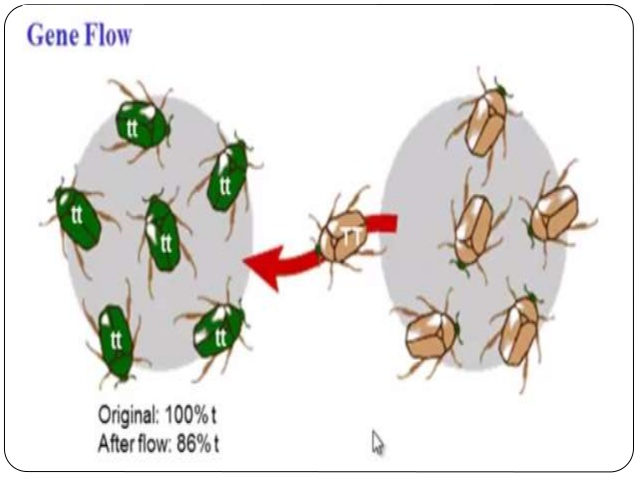 Gene Flow
tt
tt
tt
tt
TT
tt
tt
Original: 100% t
After flow: 86% t